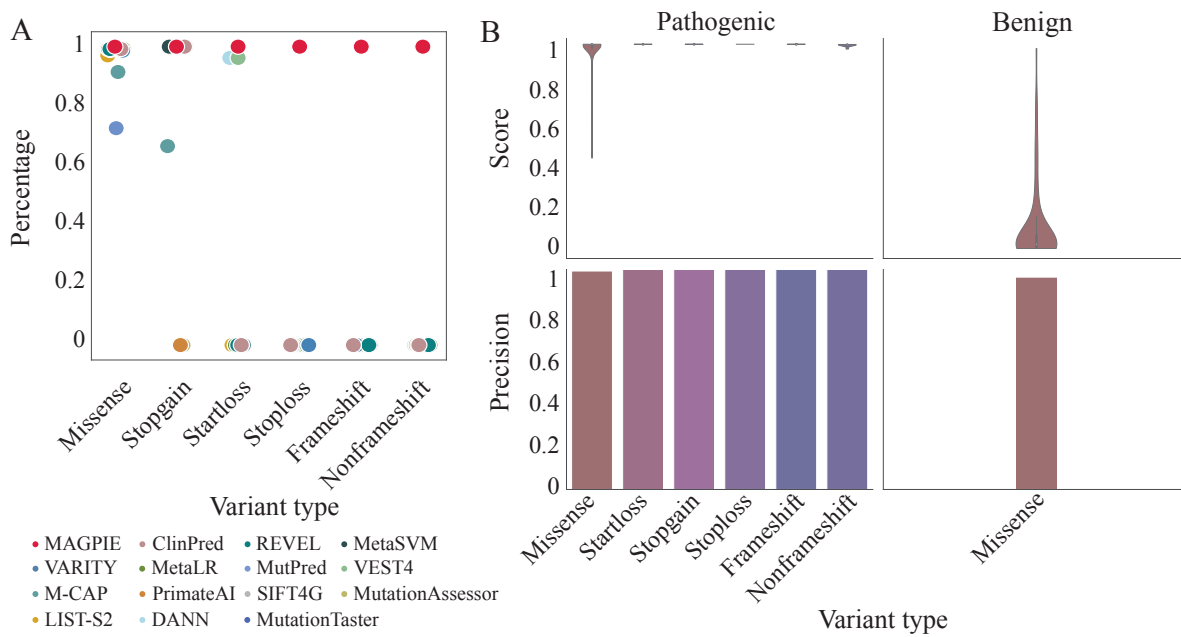 A
Percentage
1
0.8
0.6
0.4
0.2
0
Missense
Stopgain
Startloss
Stoploss
Frameshift
Nonframeshift
Variant type
MAGPIE ClinPred REVEL MetaSVM
VARITY MetaLR MutPred VEST4
M-CAP PrimateAI SIFT4G MutationAssessor
LIST-S2 DANN MutationTaster
B
Pathogenic Benign
Score
1
0.8
0.6
0.4
0.2
0
Precision
1
0.8
0.6
0.4
0.2
0
Missense
Startloss
Stopgain
Stoploss
Frameshift
Nonframeshift
Missense
Variant type